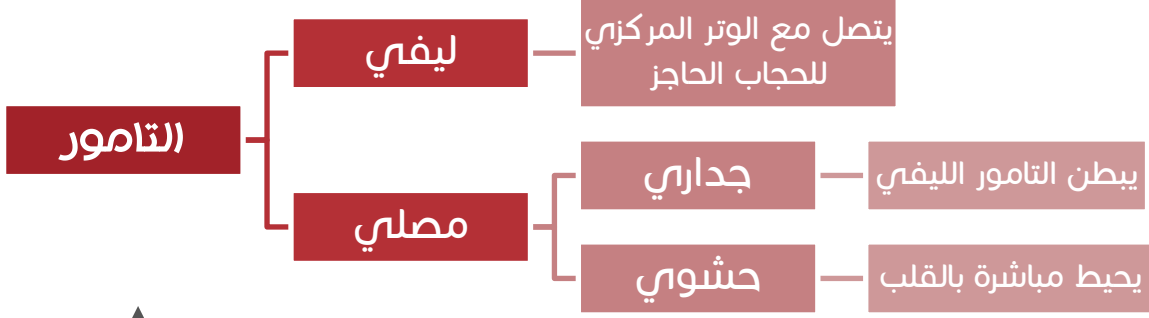 التامور
ليفي
يتصل مع الوتر المركزي
للحجاب الحاجز
مصلي
جداري
يبطن التامور الليفي
حشوي
يحيط مباشرة بالقلب